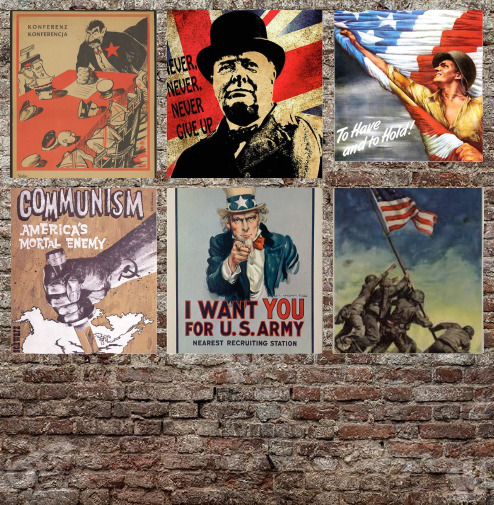 KONFERENZ
KONFERENCJA
NEVER,
NEVER,
NEVER
GIVE UP
To Have
and to Hold!
COMMUNISM
AMERICA'S
MORTAL ENEMY
I WANT YOU
FOR U.S. ARMY
NEAREST RECRUITING STATION